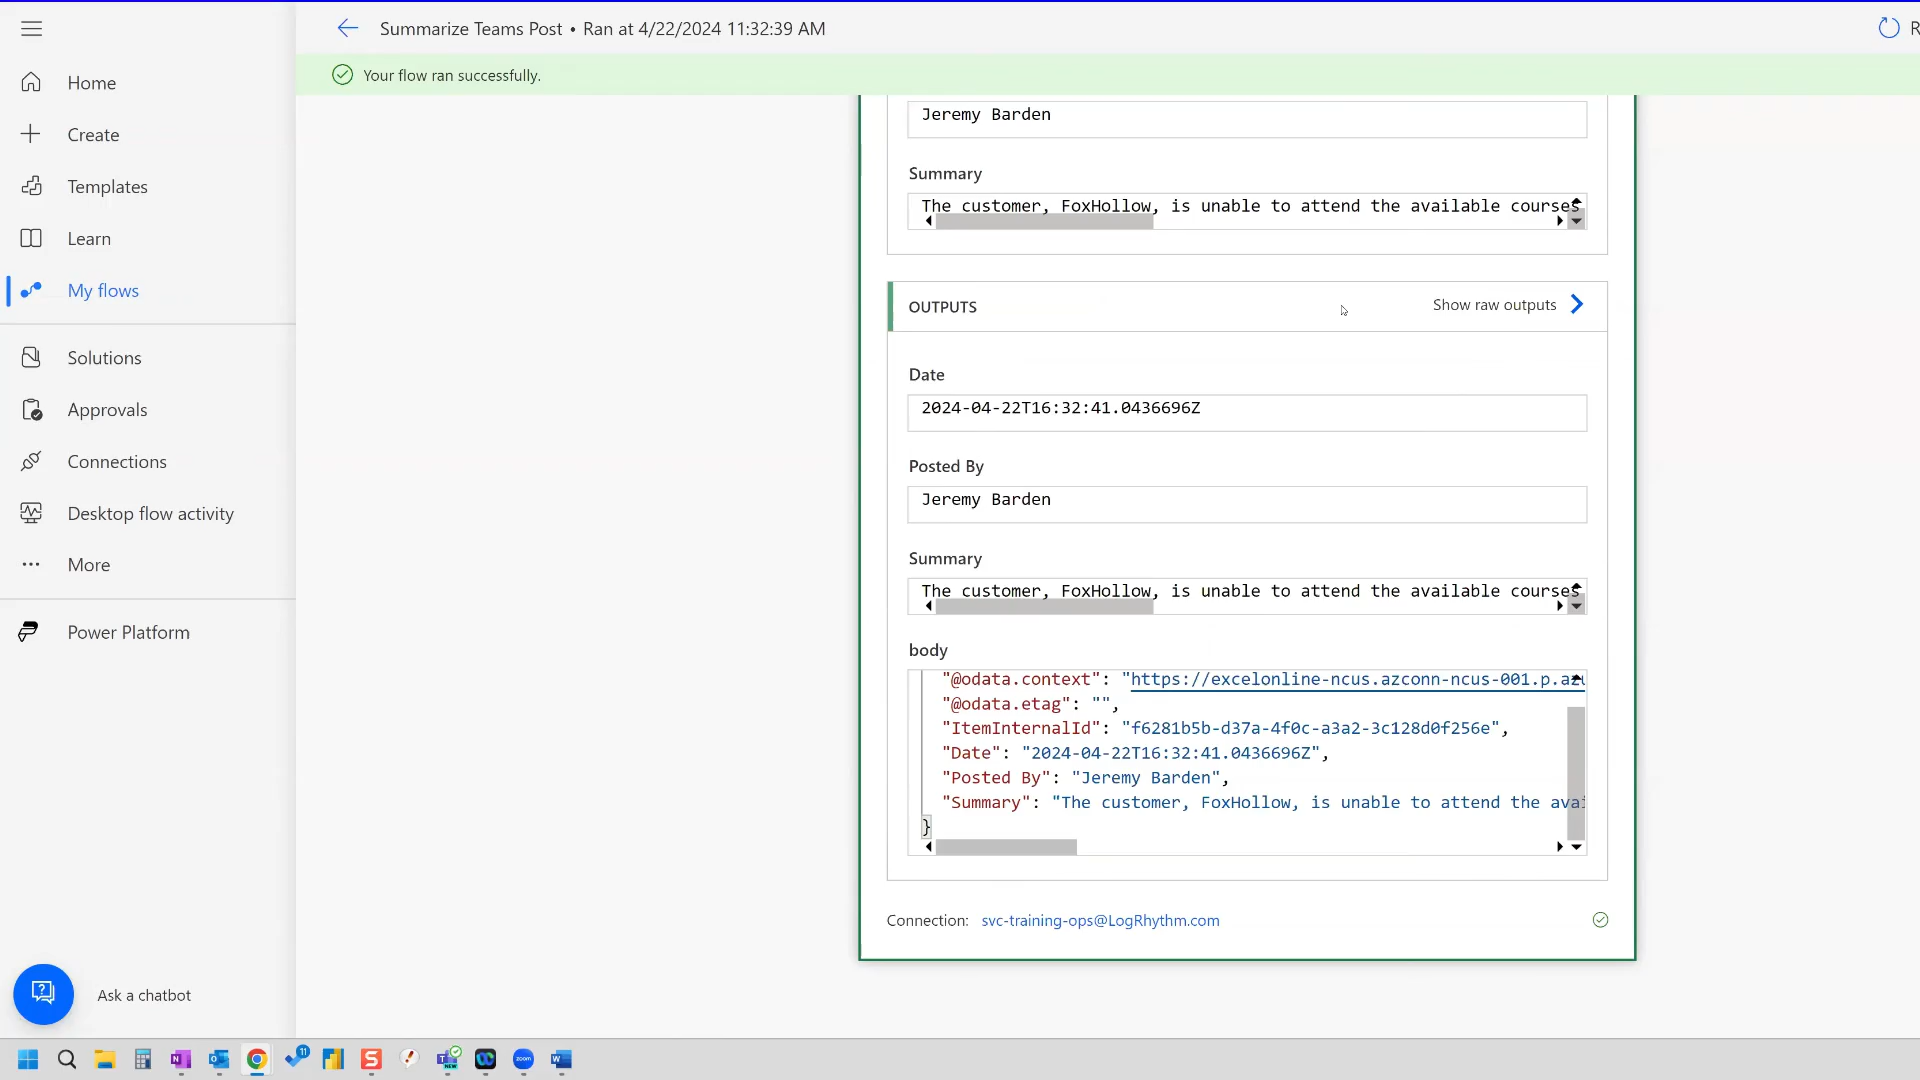 Summarize Teams Post • Ran at 4/22/2024 11:32:39 AM
R
Your flow ran successfully.
Home
Create
Templates
Learn
My flows
Solutions
Approvals
Connections
Desktop flow activity
More
Power Platform
Ask a chatbot
Jeremy Barden
Summary
The customer, FoxHollow, is unable to attend the available courses
OUTPUTS
Show raw outputs
Date
2024-04-22T16:32:41.0436696Z
Posted By
Jeremy Barden
Summary
The customer, FoxHollow, is unable to attend the available courses
body
"@odata.context": "https://excelonline-ncus.azconn-ncus-001.p.azu
"@odata.etag": "",
"ItemInternalId": "f6281b5b-d37a-4f0c-a3a2-3c128d0f256e",
"Date": "2024-04-22T16:32:41.0436696Z",
"Posted By": "Jeremy Barden",
"Summary": "The customer, FoxHollow, is unable to attend the avai
}
Connection: svc-training-ops@LogRhythm.com
11
NEW
zoom